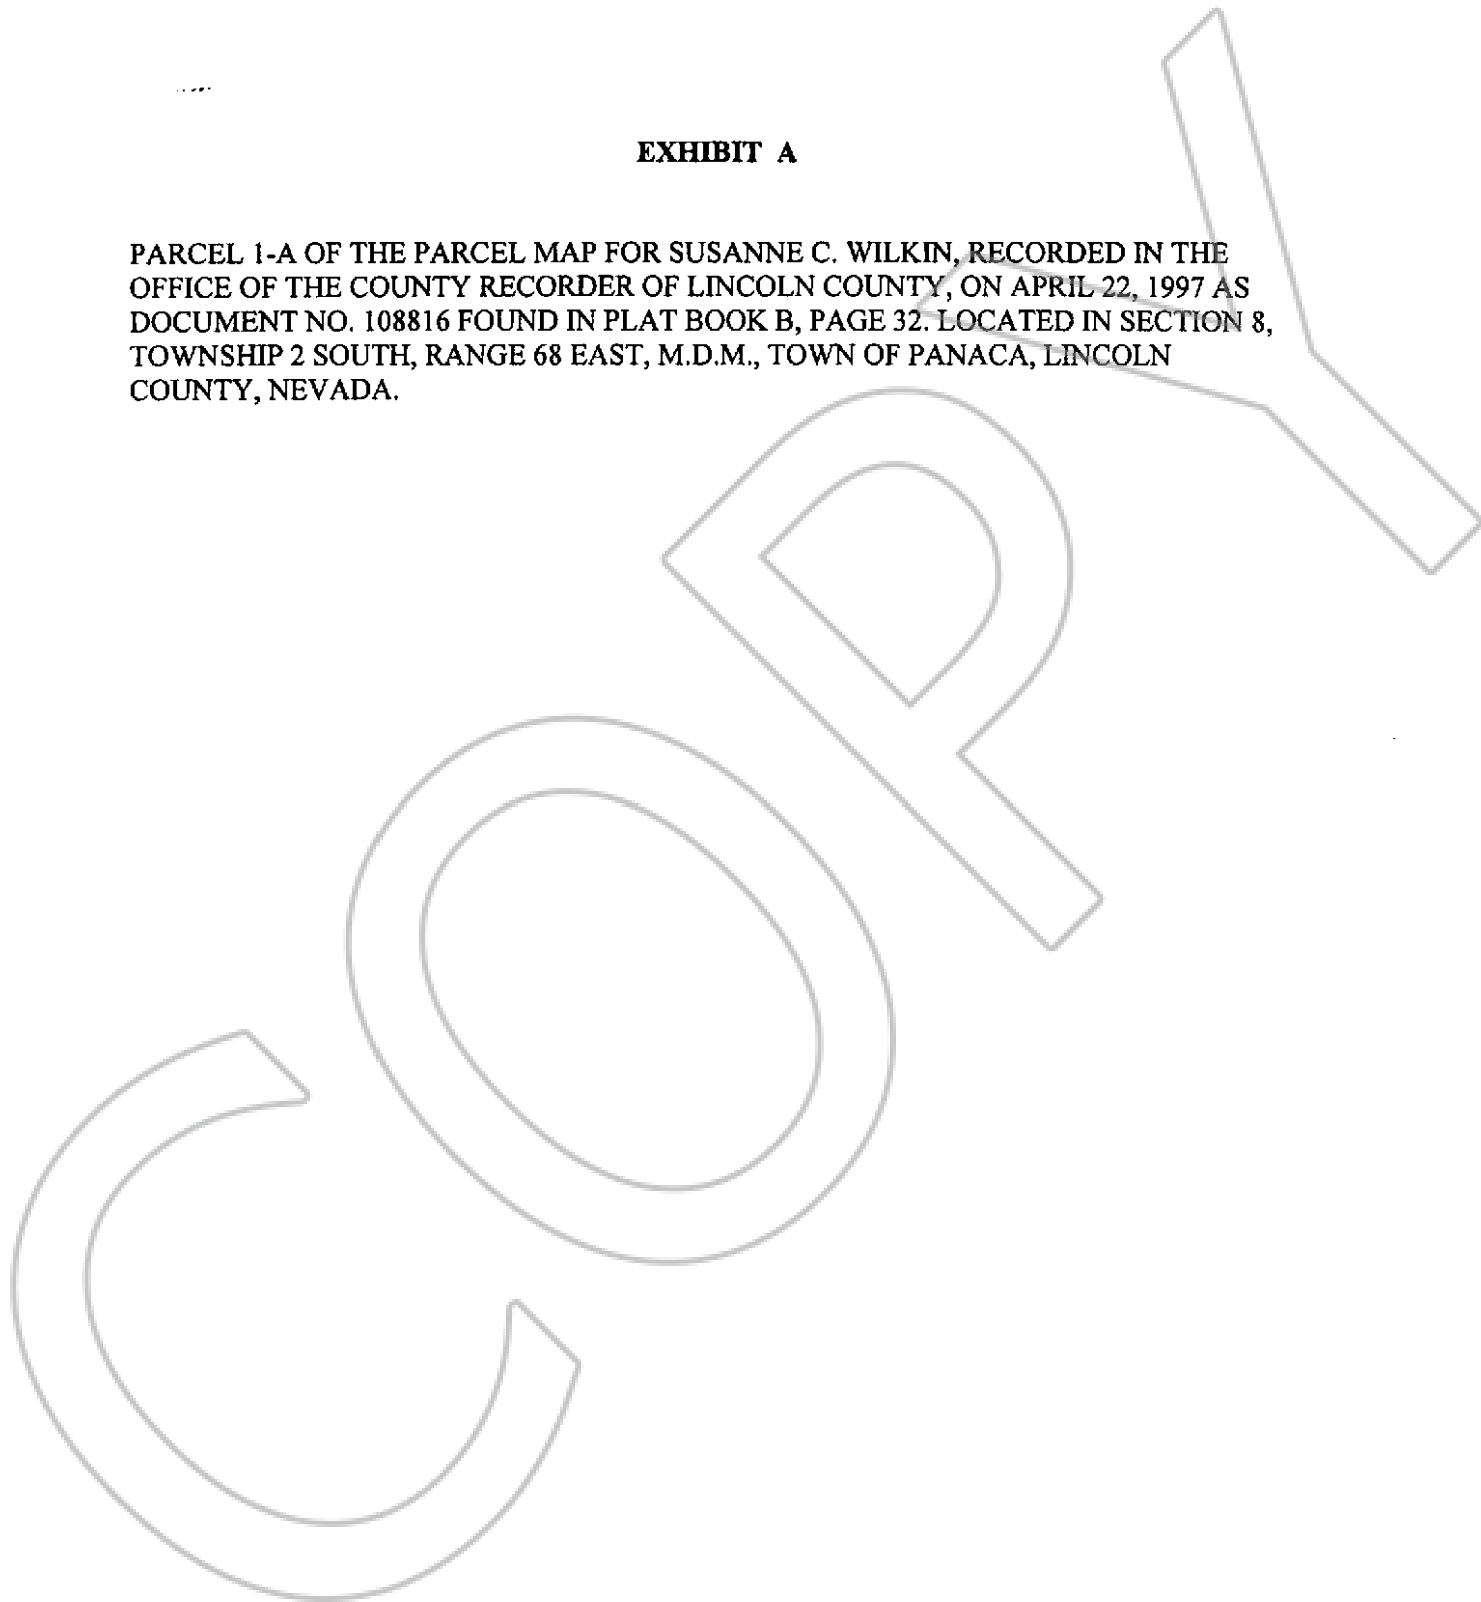 EXHIBIT A
PARCEL 1-A OF THE PARCEL MAP FOR SUSANNE C. WILKIN, RECORDED IN THE
OFFICE OF THE COUNTY RECORDER OF LINCOLN COUNTY, ON APRIL 22, 1997 AS
DOCUMENT NO. 108816 FOUND IN PLAT BOOK B, PAGE 32. LOCATED IN SECTION 8,
TOWNSHIP 2 SOUTH, RANGE 68 EAST, M.D.M., TOWN OF PANACA, LINCOLN
COUNTY, NEVADA.
COPY